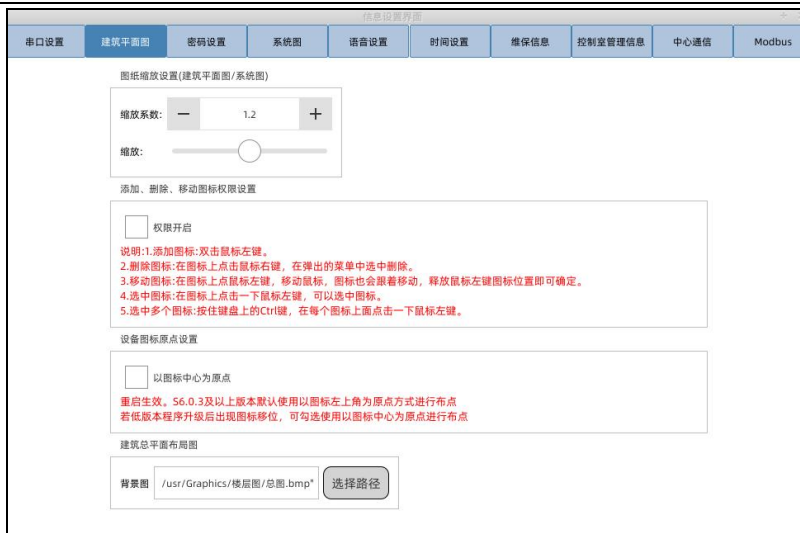 信息设置界面
串口设置 建筑平面图 密码设置 系统图 语音设置 时间设置 维保信息 控制室管理信息 中心通信 Modbus
图纸缩放设置(建筑平面图/系统图)
缩放系数: − 1.2 +
缩放:
添加、删除、移动图标权限设置
权限开启
说明:1.添加图标:双击鼠标左键。
2.删除图标:在图标上点击鼠标右键，在弹出的菜单中选中删除。
3.移动图标:在图标上点鼠标左键，移动鼠标，图标也会跟着移动，释放鼠标左键图标位置即可确定。
4.选中图标:在图标上点击一下鼠标左键，可以选中图标。
5.选中多个图标:按住键盘上的Ctrl键，在每个图标上面点击一下鼠标左键。
设备图标原点设置
以图标中心为原点
重启生效。S6.0.3及以上版本默认使用以图标左上角为原点方式进行布点
若低版本程序升级后出现图标移位，可勾选使用以图标中心为原点进行布点
建筑总平面布局图
背景图 /usr/Graphics/楼层图/总图.bmp" 选择路径